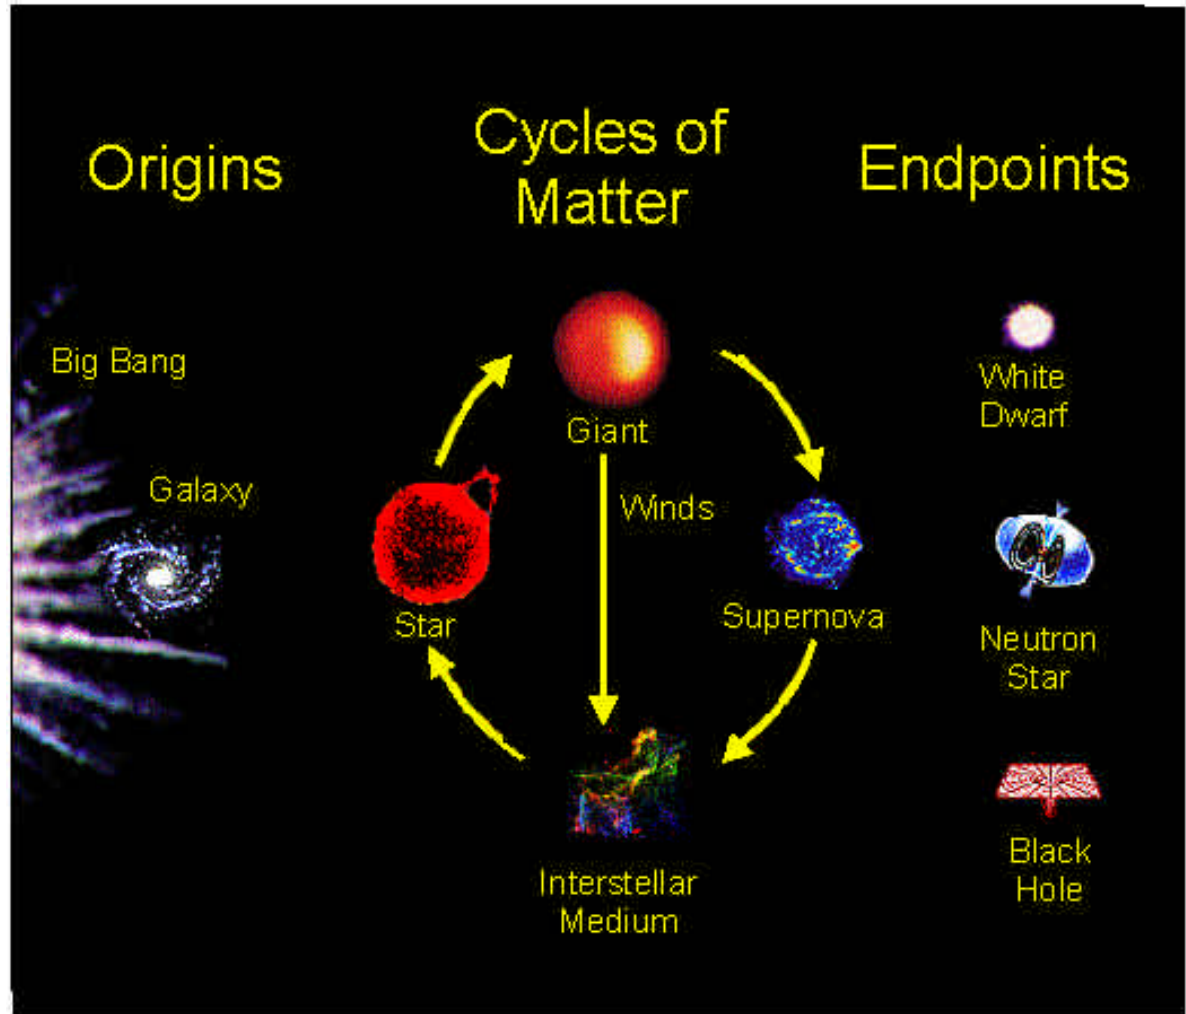 Origins
Cycles of
Matter
Endpoints
Big Bang
Galaxy
Giant
Winds
Star
Supernova
Interstellar
Medium
White
Dwarf
Neutron
Star
Black
Hole